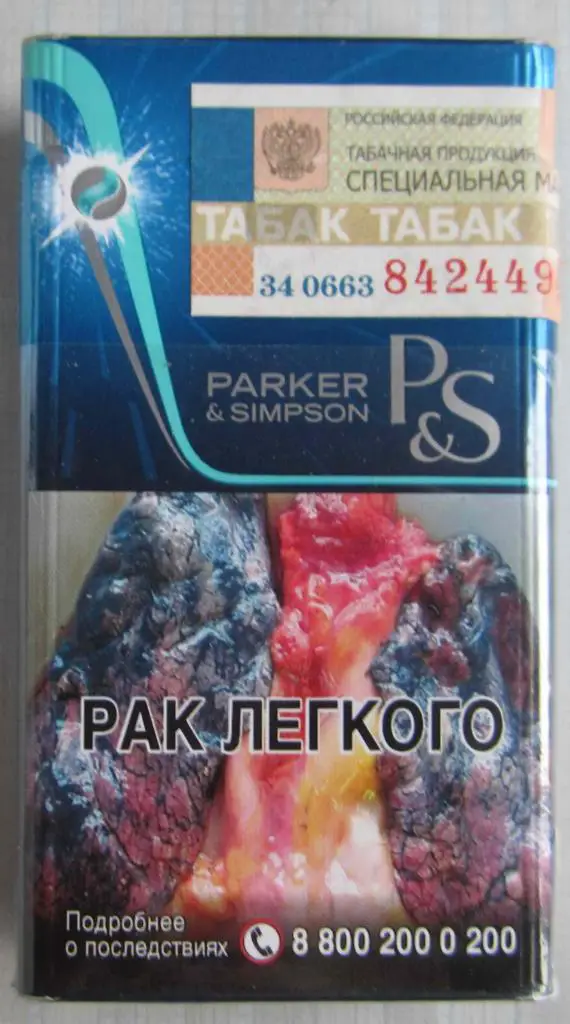 РОССИЙСКАЯ ФЕДЕРАЦИЯ
ТАБАЧНАЯ ПРОДУКЦИЯ
СПЕЦИАЛЬНАЯ
ТАБАК ТАБАК
34 0663 842449
PARKER
& SIMPSON
P&S
РАК ЛЕГКОГО
Подробнее
о последствиях
8 800 200 0 200